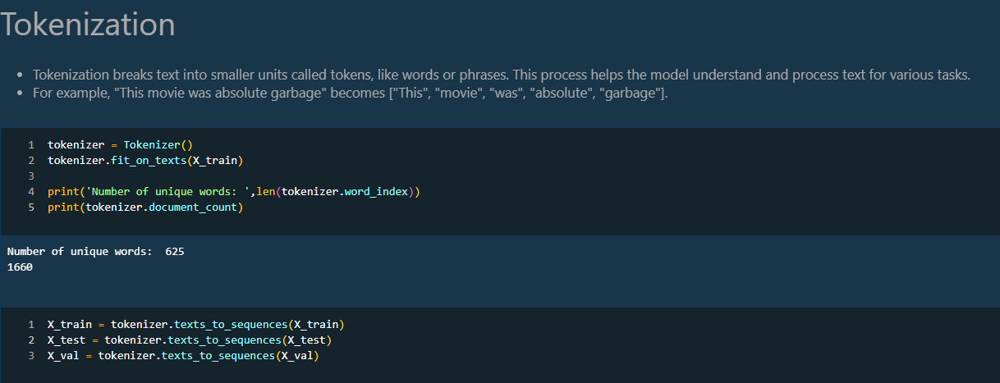 Tokenization
• Tokenization breaks text into smaller units called tokens, like words or phrases. This process helps the model understand and process text for various tasks.
• For example, "This movie was absolute garbage" becomes ["This", "movie", "was", "absolute", "garbage"].
1 tokenizer = Tokenizer()
2 tokenizer.fit_on_texts(X_train)
3
4 print('Number of unique words: ',len(tokenizer.word_index))
5 print(tokenizer.document_count)
Number of unique words:  625
1660
1 X_train = tokenizer.texts_to_sequences(X_train)
2 X_test = tokenizer.texts_to_sequences(X_test)
3 X_val = tokenizer.texts_to_sequences(X_val)